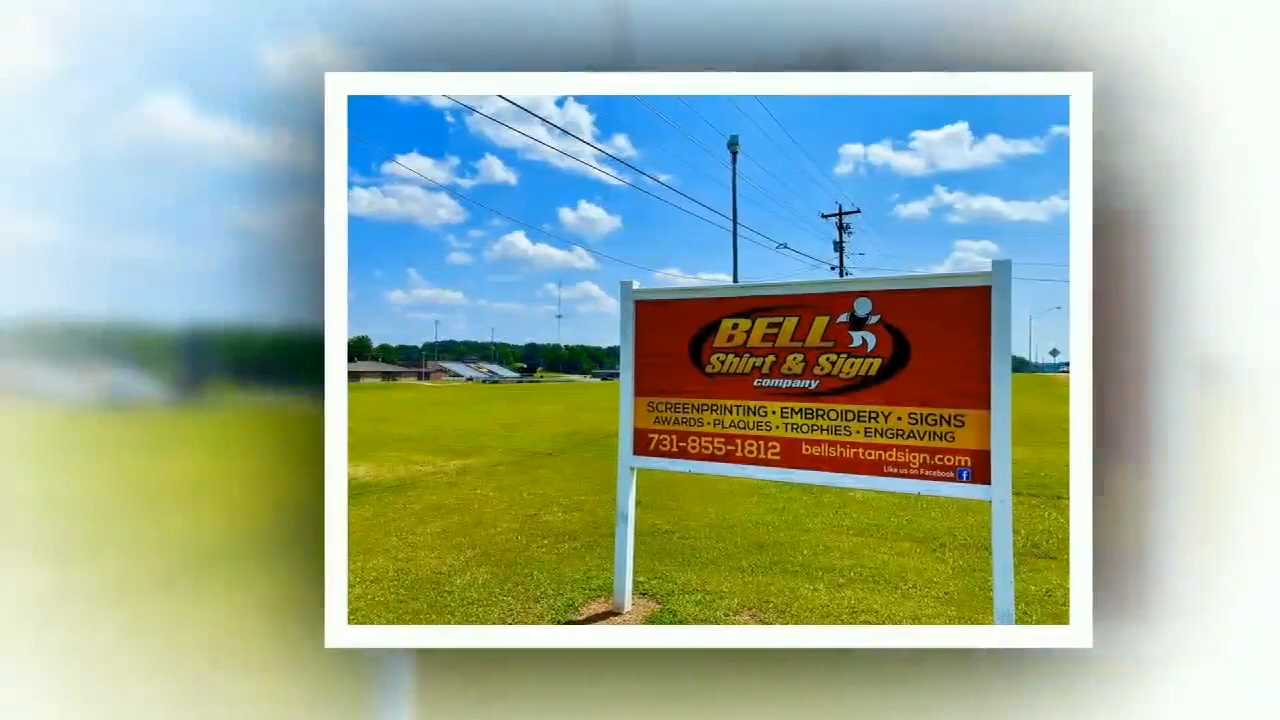 BELL
Shirt & Sign
company
SCREENPRINTING • EMBROIDERY • SIGNS
AWARDS • PLAQUES • TROPHIES • ENGRAVING
731-855-1812 bellshirtandsign.com
Like us on Facebook f